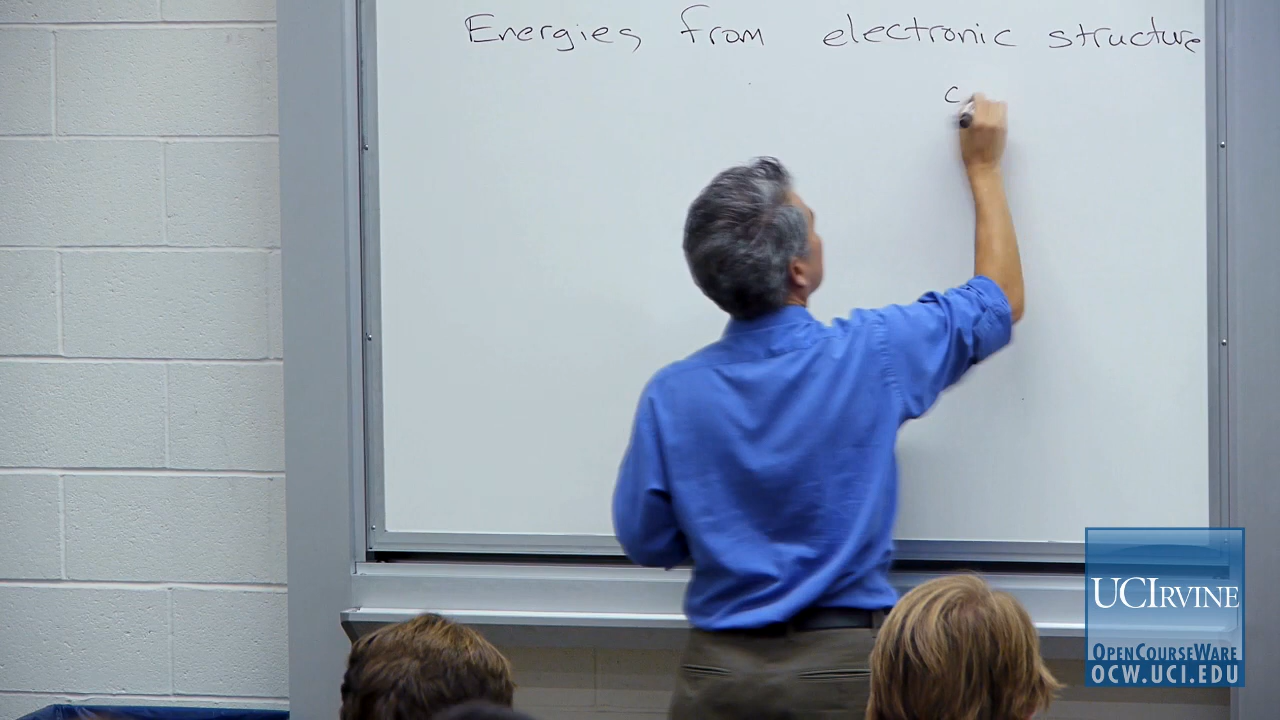 Energies from electronic structure
c
UCIRVINE
OPENCOURSEWARE
OCW.UCI.EDU